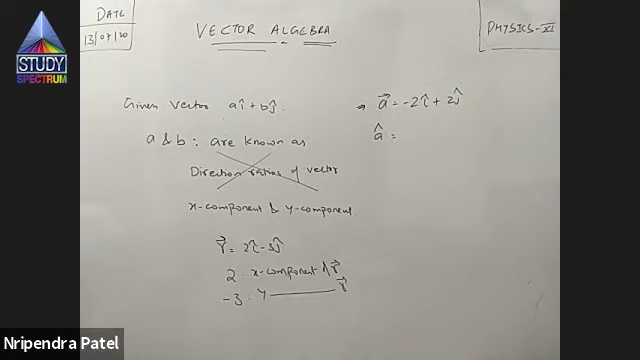 DATE
13/07/20
VECTOR ALGEBRA
PHYSICS-XI
STUDY
SPECTRUM
Given vector aî + bĵ.
a & b : are known as
Direction ratios of vector
x-component & y-component
r⃗ = 2î - 3ĵ
2 : x-component of r⃗
-3 : y ——— r⃗
→ a⃗ = -2î + 2ĵ
â =
Nripendra Patel